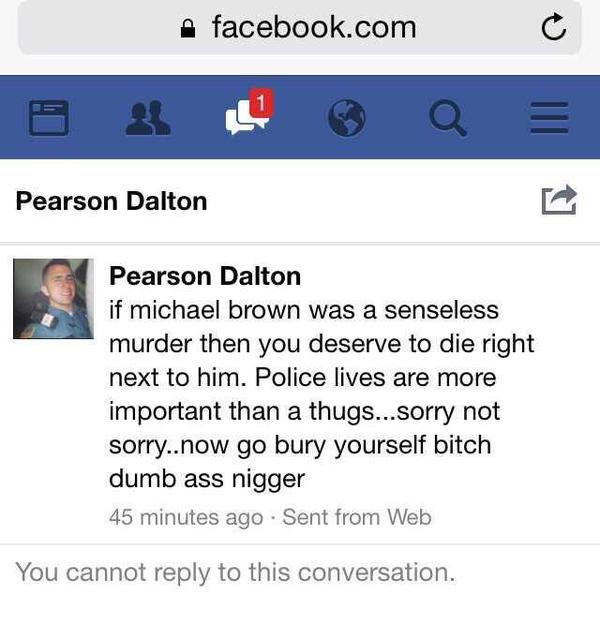 facebook.com
1
Pearson Dalton
Pearson Dalton
if michael brown was a senseless
murder then you deserve to die right
next to him. Police lives are more
important than a thugs...sorry not
sorry..now go bury yourself bitch
dumb ass nigger
45 minutes ago · Sent from Web
You cannot reply to this conversation.